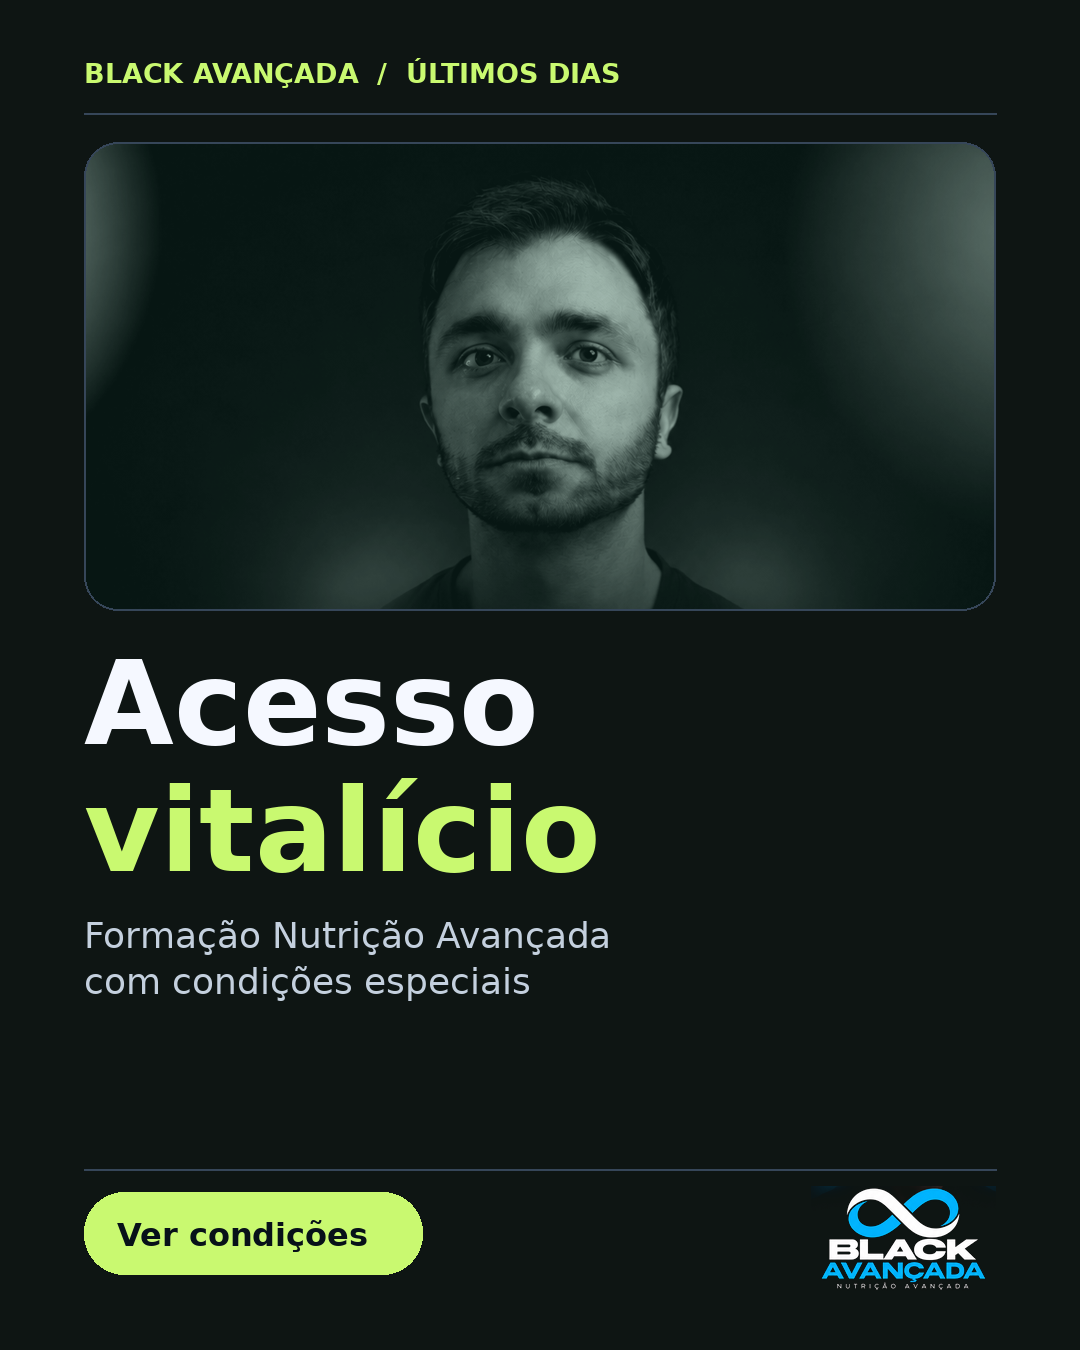 BLACK AVANÇADA / ÚLTIMOS DIAS
Acesso
vitalício
Formação Nutrição Avançada
com condições especiais
Ver condições
BLACK
AVANÇADA
NUTRIÇÃO AVANÇADA